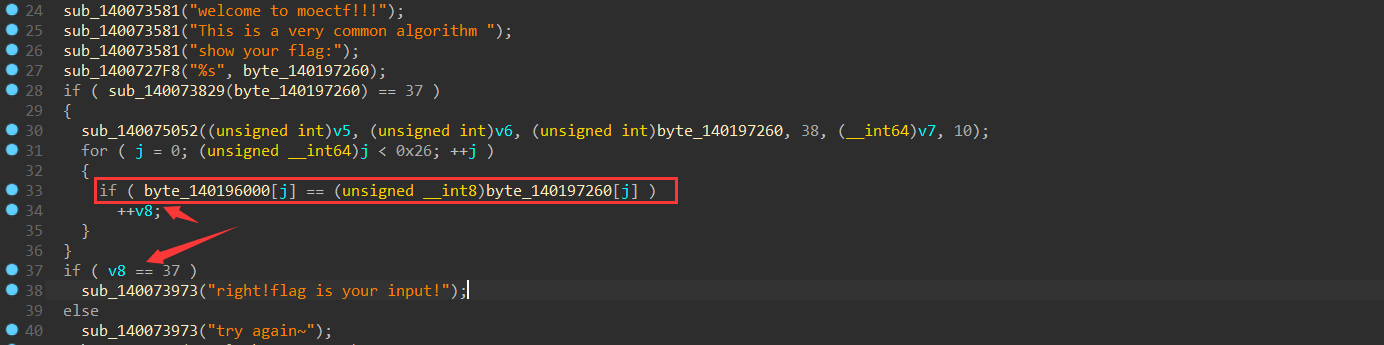 24 sub_140073581("welcome to moectf!!!");
25 sub_140073581("This is a very common algorithm ");
26 sub_140073581("show your flag:");
27 sub_1400727F8("%s", byte_140197260);
28 if ( sub_140073829(byte_140197260) == 37 )
29 {
30 sub_140075052((unsigned int)v5, (unsigned int)v6, (unsigned int)byte_140197260, 38, (__int64)v7, 10);
31 for ( j = 0; (unsigned __int64)j < 0x26; ++j )
32 {
33 if ( byte_140196000[j] == (unsigned __int8)byte_140197260[j] )
34 ++v8;
35 }
36 }
37 if ( v8 == 37 )
38 sub_140073973("right!flag is your input!");
39 else
40 sub_140073973("try again~");